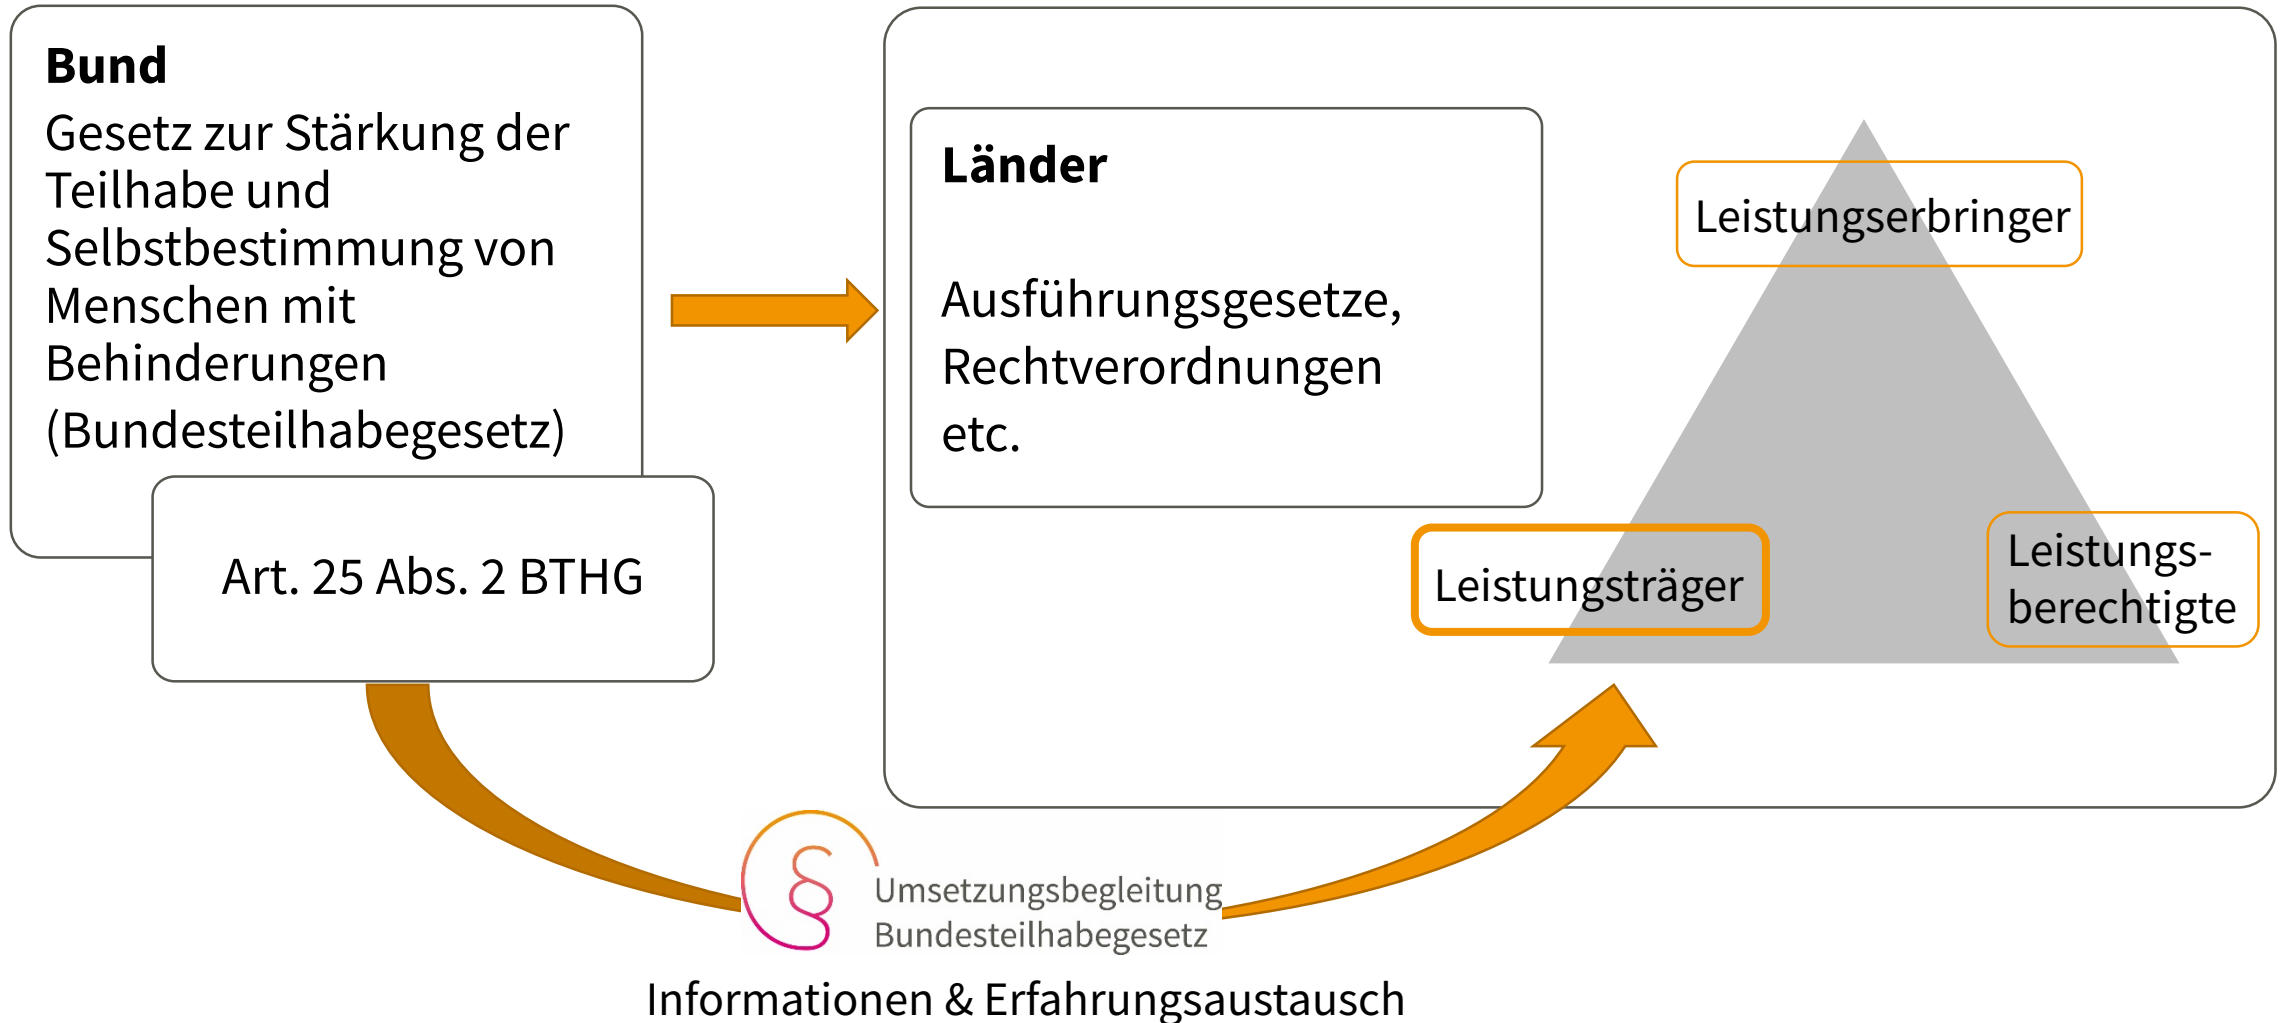 Bund
Gesetz zur Stärkung der
Teilhabe und
Selbstbestimmung von
Menschen mit
Behinderungen
(Bundesteilhabegesetz)
Art. 25 Abs. 2 BTHG
Länder
Ausführungsgesetze,
Rechtverordnungen
etc.
Leistungserbringer
Leistungsträger
Leistungs-
berechtigte
§
Umsetzungsbegleitung
Bundesteilhabegesetz
Informationen & Erfahrungsaustausch